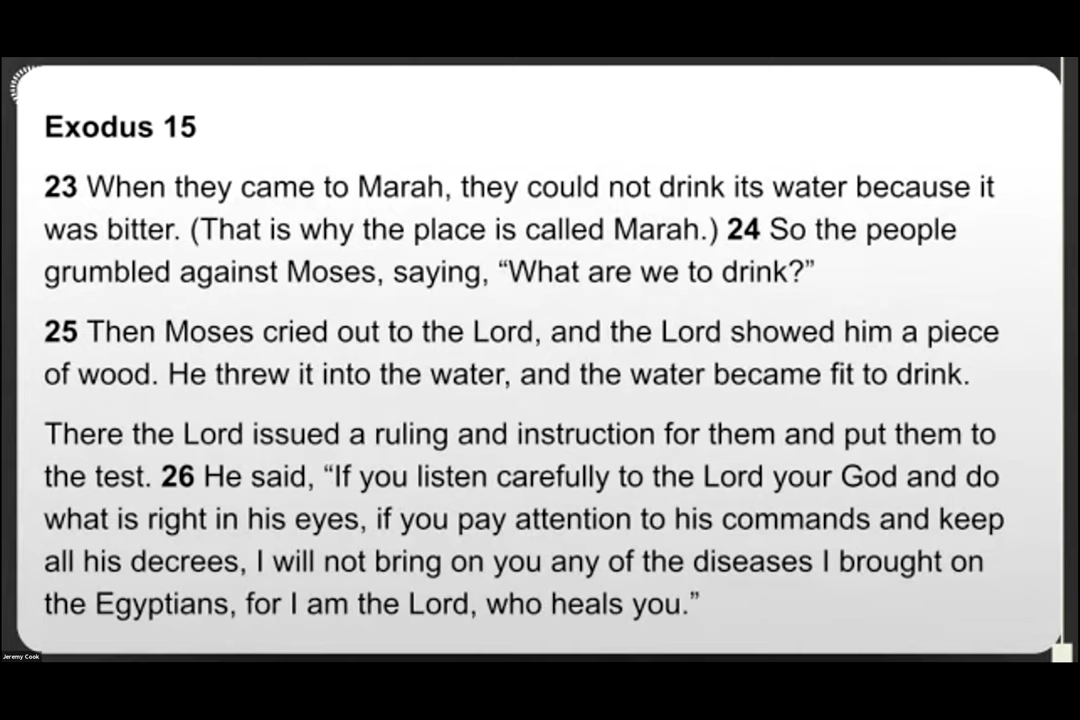 Exodus 15
23 When they came to Marah, they could not drink its water because it
was bitter. (That is why the place is called Marah.) 24 So the people
grumbled against Moses, saying, “What are we to drink?”
25 Then Moses cried out to the Lord, and the Lord showed him a piece
of wood. He threw it into the water, and the water became fit to drink.
There the Lord issued a ruling and instruction for them and put them to
the test. 26 He said, “If you listen carefully to the Lord your God and do
what is right in his eyes, if you pay attention to his commands and keep
all his decrees, I will not bring on you any of the diseases I brought on
the Egyptians, for I am the Lord, who heals you.”
Jeremy Cook